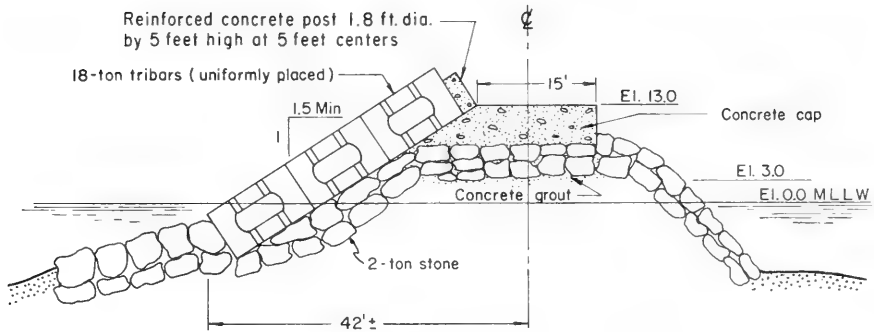 Reinforced concrete post 1.8 ft. dia.
by 5 feet high at 5 feet centers
℄
18-ton tribars (uniformly placed)
15'
1.5 Min
1
El. 13.0
Concrete cap
El. 3.0
Concrete grout
El. 0.0 MLLW
2-ton stone
42'±